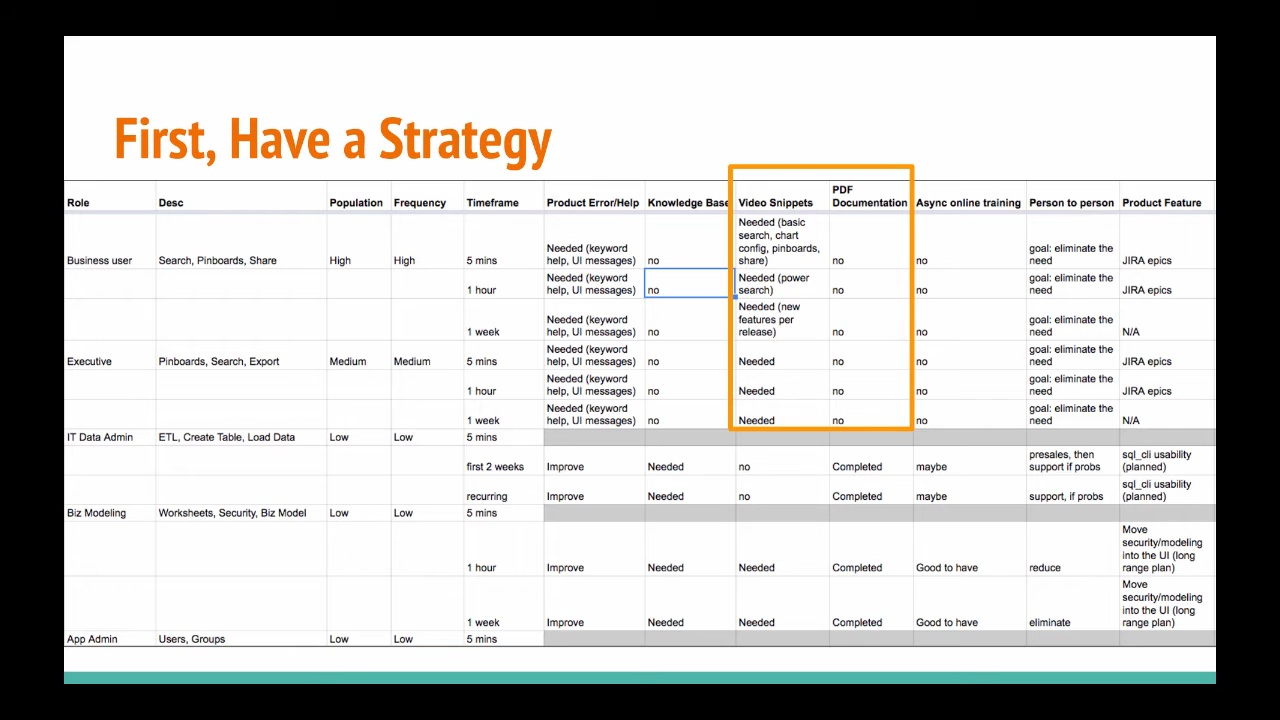 First, Have a Strategy
Role Desc Population Frequency Timeframe Product Error/Help Knowledge Base Video Snippets PDF Documentation Async online training Person to person Product Feature
Business user Search, Pinboards, Share High High 5 mins Needed (keyword help, UI messages) no Needed (basic search, chart config, pinboards, share) no no goal: eliminate the need JIRA epics
1 hour Needed (keyword help, UI messages) no Needed (power search) no no goal: eliminate the need JIRA epics
1 week Needed (keyword help, UI messages) no Needed (new features per release) no no goal: eliminate the need N/A
Executive Pinboards, Search, Export Medium Medium 5 mins Needed (keyword help, UI messages) no Needed no no goal: eliminate the need JIRA epics
1 hour Needed (keyword help, UI messages) no Needed no no goal: eliminate the need JIRA epics
1 week Needed (keyword help, UI messages) no Needed no no goal: eliminate the need N/A
IT Data Admin ETL, Create Table, Load Data Low Low 5 mins
first 2 weeks Improve Needed no Completed maybe presales, then support if probs sql_cli usability (planned)
recurring Improve Needed no Completed maybe support, if probs sql_cli usability (planned)
Biz Modeling Worksheets, Security, Biz Model Low Low 5 mins
1 hour Improve Needed Needed Completed Good to have reduce Move security/modeling into the UI (long range plan)
1 week Improve Needed Needed Completed Good to have eliminate Move security/modeling into the UI (long range plan)
App Admin Users, Groups Low Low 5 mins